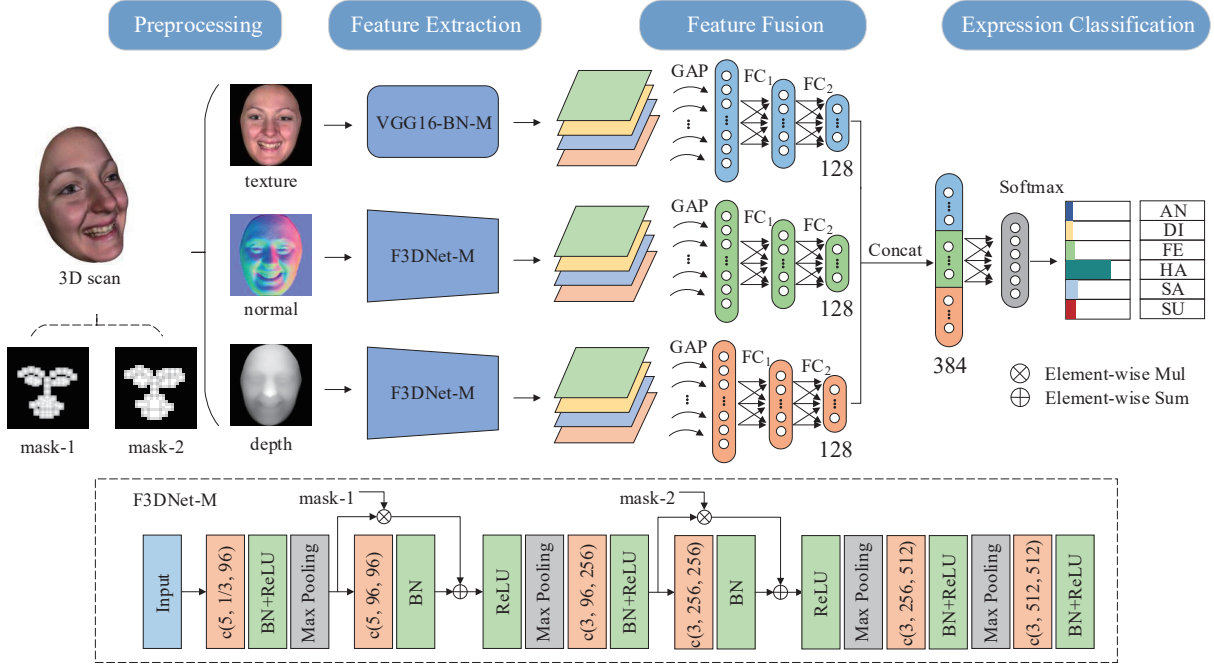 Preprocessing
Feature Extraction
Feature Fusion
Expression Classification
texture
VGG16-BN-M
GAP
FC1
FC2
128
3D scan
normal
F3DNet-M
GAP
FC1
FC2
128
Concat
384
Softmax
AN
DI
FE
HA
SA
SU
mask-1
mask-2
depth
F3DNet-M
GAP
FC1
FC2
128
Element-wise Mul
Element-wise Sum
F3DNet-M
mask-1
mask-2
Input
c(5, 1/3, 96)
BN+ReLU
Max Pooling
c(5, 96, 96)
BN
ReLU
Max Pooling
c(3, 96, 256)
BN+ReLU
c(3, 256, 256)
BN
ReLU
Max Pooling
c(3, 256, 512)
BN+ReLU
Max Pooling
c(3, 512, 512)
BN+ReLU